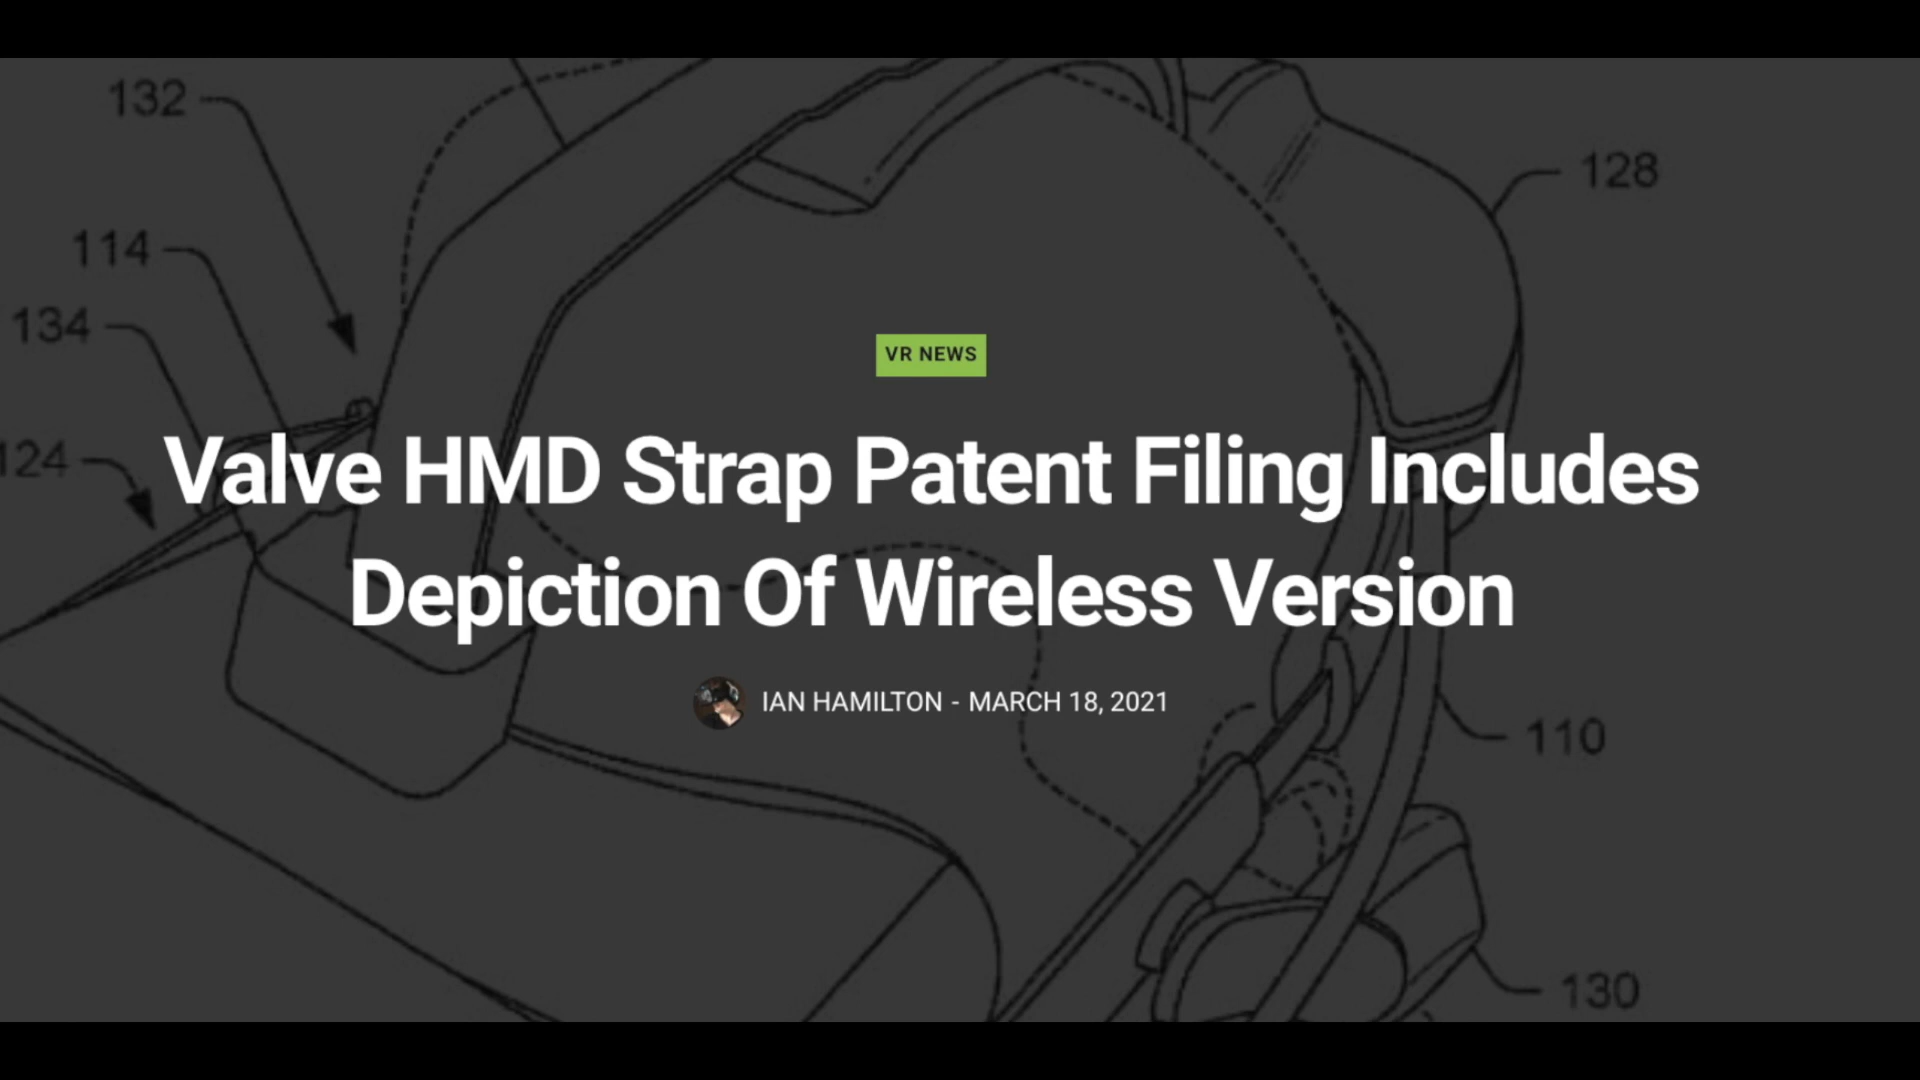 132
128
114
134
VR NEWS
124
Valve HMD Strap Patent Filing Includes
Depiction Of Wireless Version
IAN HAMILTON - MARCH 18, 2021
110
130